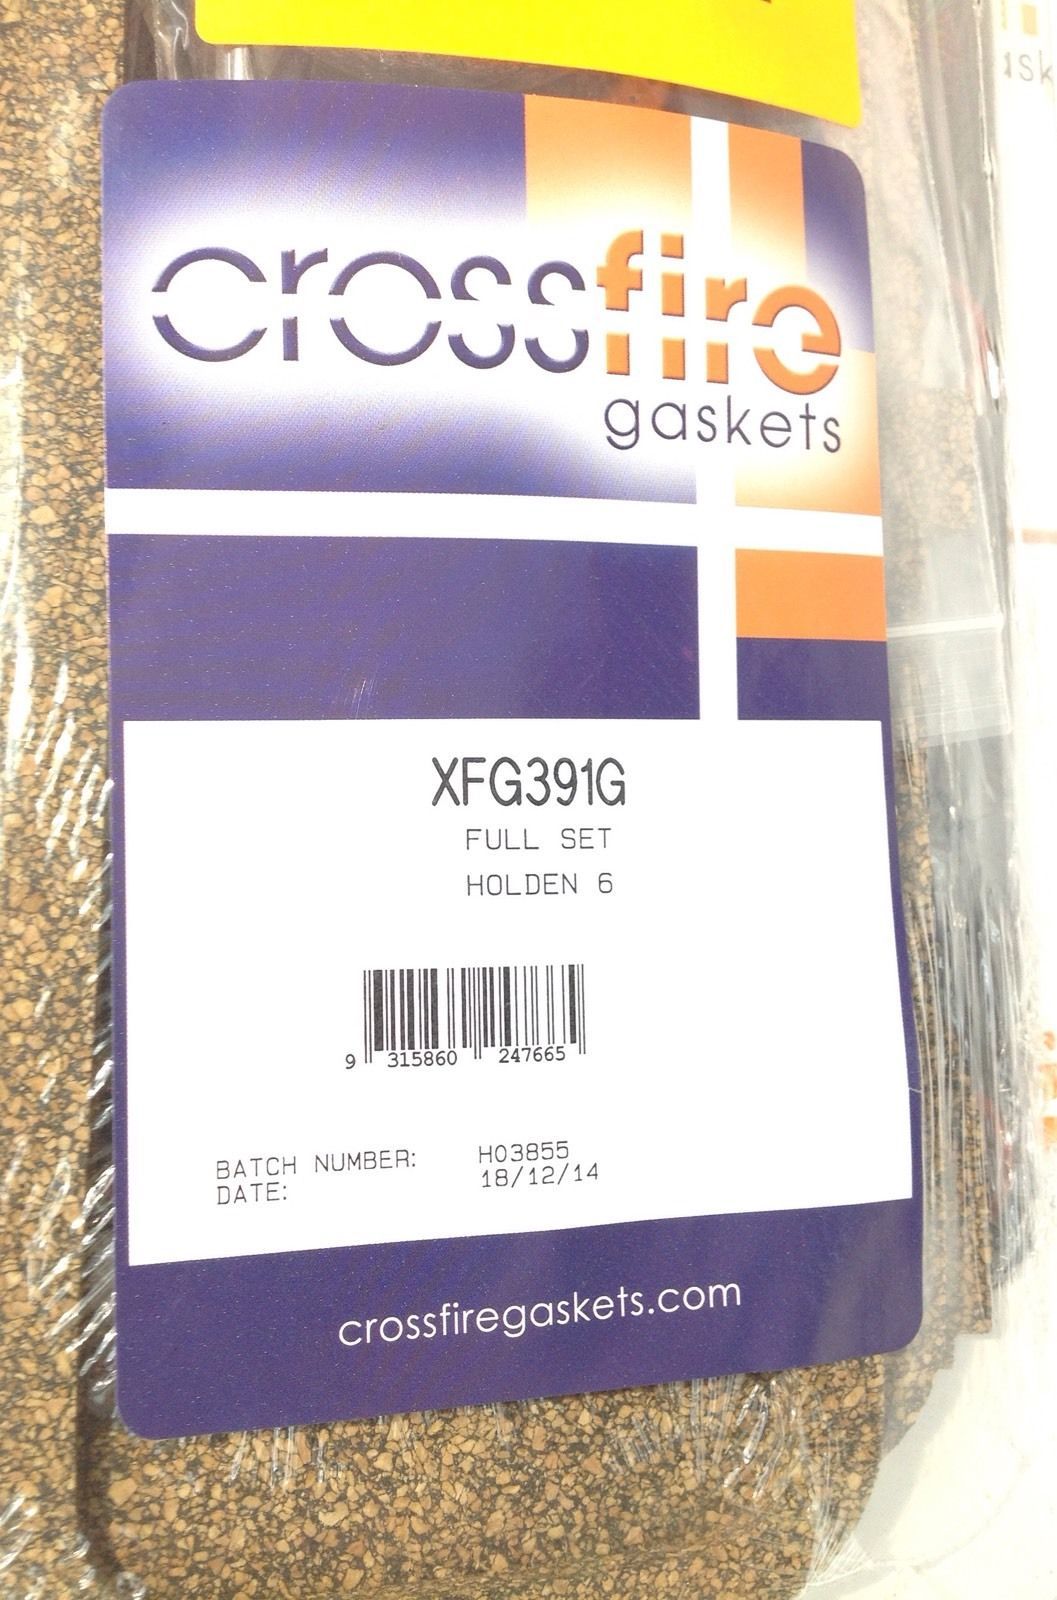 crossfire
gaskets
XFG391G
FULL SET
HOLDEN 6
9 315860 247665
BATCH NUMBER: H03855
DATE: 18/12/14
crossfiregaskets.com